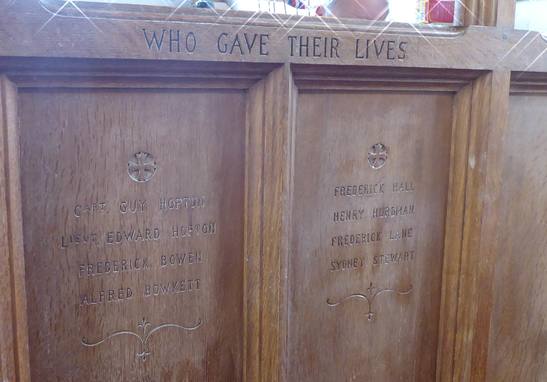 WHO GAVE THEIR LIVES
CAPT. GUY HOPTON
LIEUT. EDWARD HOPTON
FREDERICK BOWEN
ALFRED BOWKETT
FREDERICK HALL
HENRY HURDMAN
FREDERICK LANE
SYDNEY STEWART